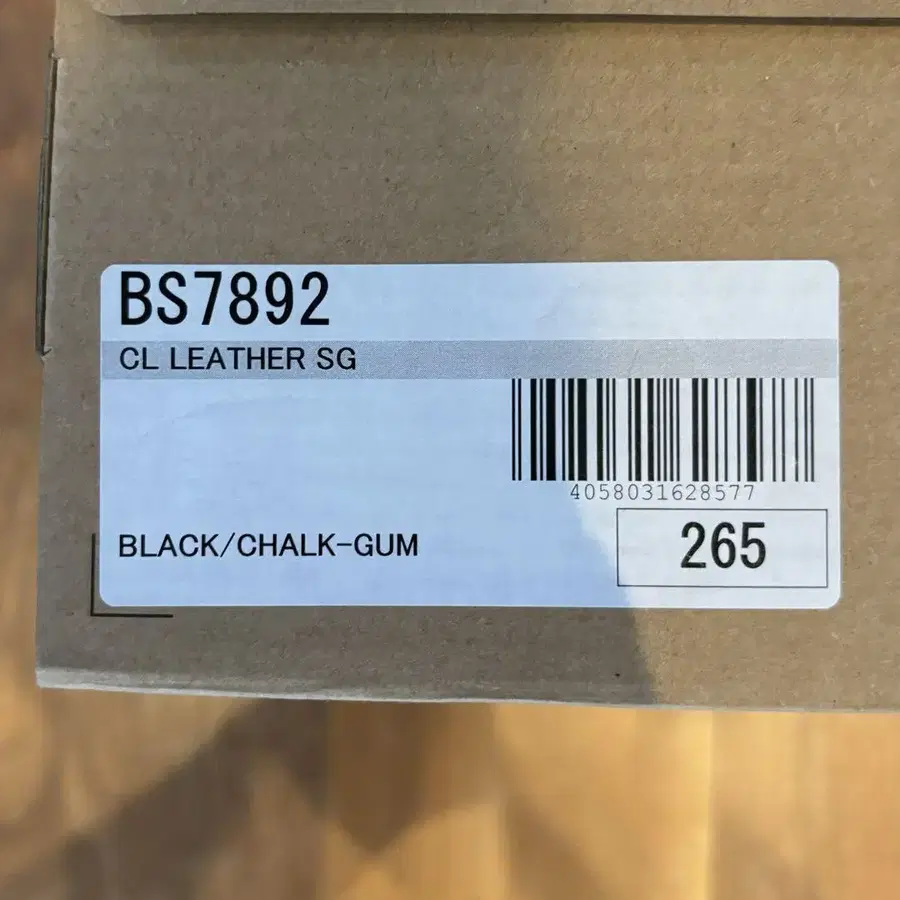 BS7892
CL LEATHER SG
4058031628577
BLACK/CHALK-GUM
265